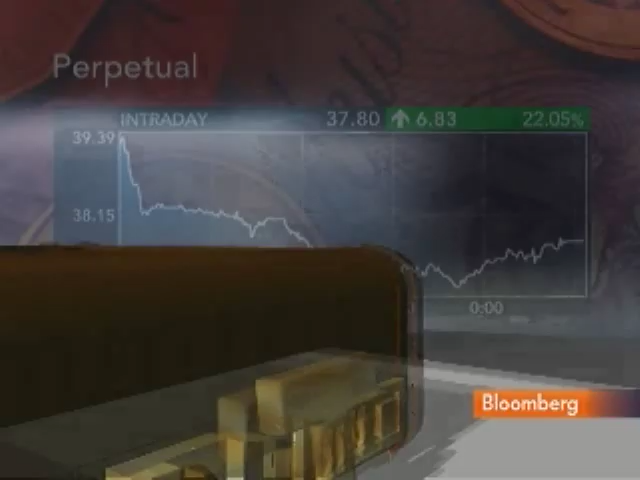 Perpetual
INTRADAY 37.80 6.83 22.05%
39.39
38.15
0:00
Bloomberg